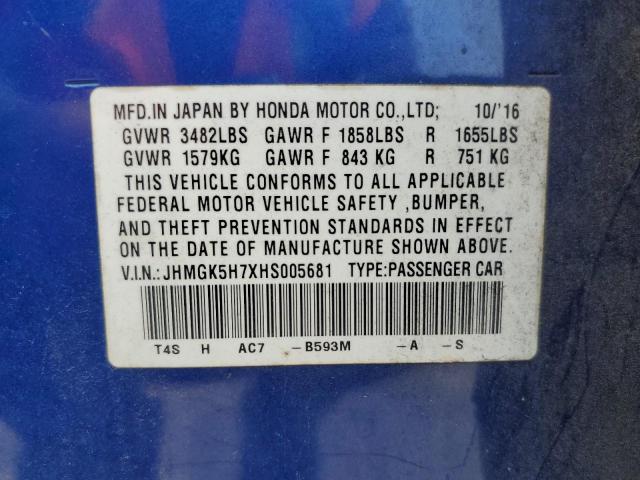 MFD.IN JAPAN BY HONDA MOTOR CO.,LTD; 10/'16
GVWR 3482LBS GAWR F 1858LBS R 1655LBS
GVWR 1579KG GAWR F 843 KG R 751 KG
THIS VEHICLE CONFORMS TO ALL APPLICABLE
FEDERAL MOTOR VEHICLE SAFETY ,BUMPER,
AND THEFT PREVENTION STANDARDS IN EFFECT
ON THE DATE OF MANUFACTURE SHOWN ABOVE.
V.I.N.:JHMGK5H7XHS005681 TYPE:PASSENGER CAR
T4S H AC7 -B593M -A -S